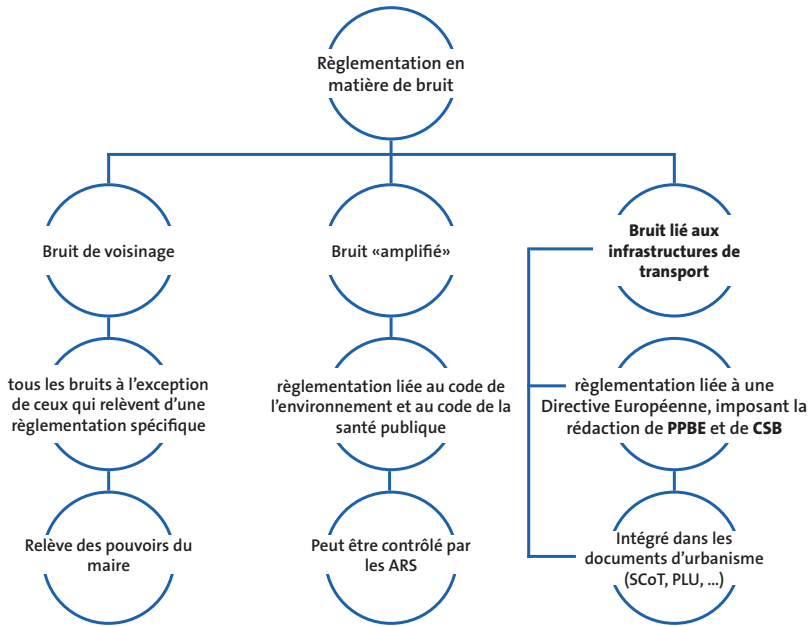 Règlementation en
matière de bruit
Bruit de voisinage
Bruit «amplifié»
Bruit lié aux
infrastructures de
transport
tous les bruits à l'exception
de ceux qui relèvent d'une
règlementation spécifique
règlementation liée au code de
l'environnement et au code de la
santé publique
règlementation liée à une
Directive Européenne, imposant la
rédaction de PPBE et de CSB
Relève des pouvoirs du
maire
Peut être contrôlé par
les ARS
Intégré dans les
documents d'urbanisme
(SCoT, PLU, ...)